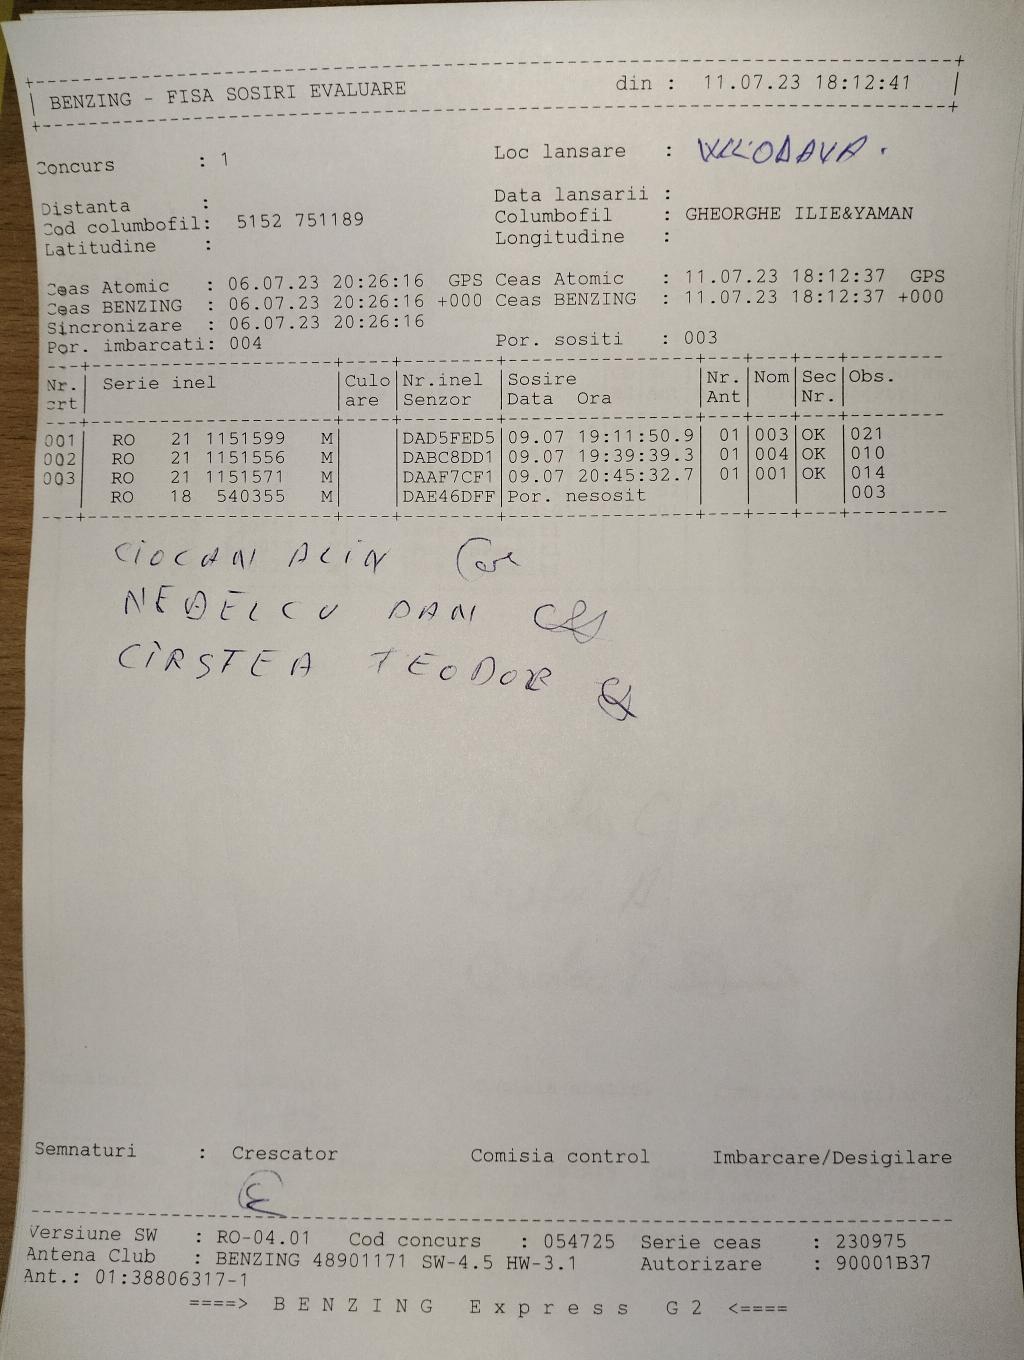 BENZING - FISA SOSIRI EVALUARE din : 11.07.23 18:12:41
Concurs : 1 Loc lansare :
Distanta : Data lansarii :
Cod columbofil: 5152 751189 Columbofil : GHEORGHE ILIE&YAMAN
Latitudine : Longitudine :
Ceas Atomic : 06.07.23 20:26:16 GPS Ceas Atomic : 11.07.23 18:12:37 GPS
Ceas BENZING : 06.07.23 20:26:16 +000 Ceas BENZING : 11.07.23 18:12:37 +000
Sincronizare : 06.07.23 20:26:16
Por. imbarcati: 004 Por. sositi : 003
Nr. Serie inel Culo Nr.inel Sosire Nr. Nom Sec Obs.
crt are Senzor Data Ora Ant Nr.
001 RO 21 1151599 M DAD5FED5 09.07 19:11:50.9 01 003 OK 021
002 RO 21 1151556 M DABC8DD1 09.07 19:39:39.3 01 004 OK 010
003 RO 21 1151571 M DAAF7CF1 09.07 20:45:32.7 01 001 OK 014
RO 18 540355 M DAE46DFF Por. nesosit 003
CIOCAN ALIN
NEDELCU DAN
CÎRSTEA TEODOR
Semnaturi : Crescator Comisia control Imbarcare/Desigilare
Versiune SW : RO-04.01 Cod concurs : 054725 Serie ceas : 230975
Antena Club : BENZING 48901171 SW-4.5 HW-3.1 Autorizare : 90001B37
Ant.: 01:38806317-1
====> BENZING Express G2 <====